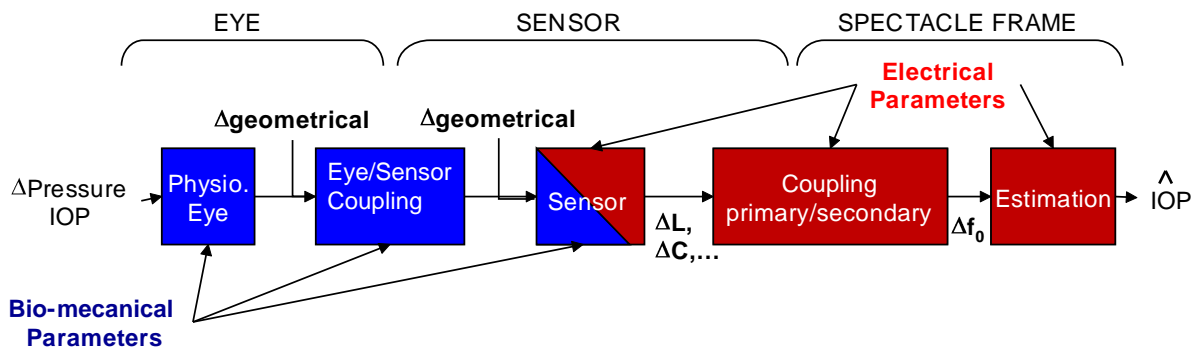 EYE
SENSOR
SPECTACLE FRAME
Electrical
Parameters
Δgeometrical
Δgeometrical
ΔPressure
IOP
Physio.
Eye
Eye/Sensor
Coupling
Sensor
Coupling
primary/secondary
Estimation
^
IOP
ΔL,
ΔC,...
Δf₀
Bio-mecanical
Parameters